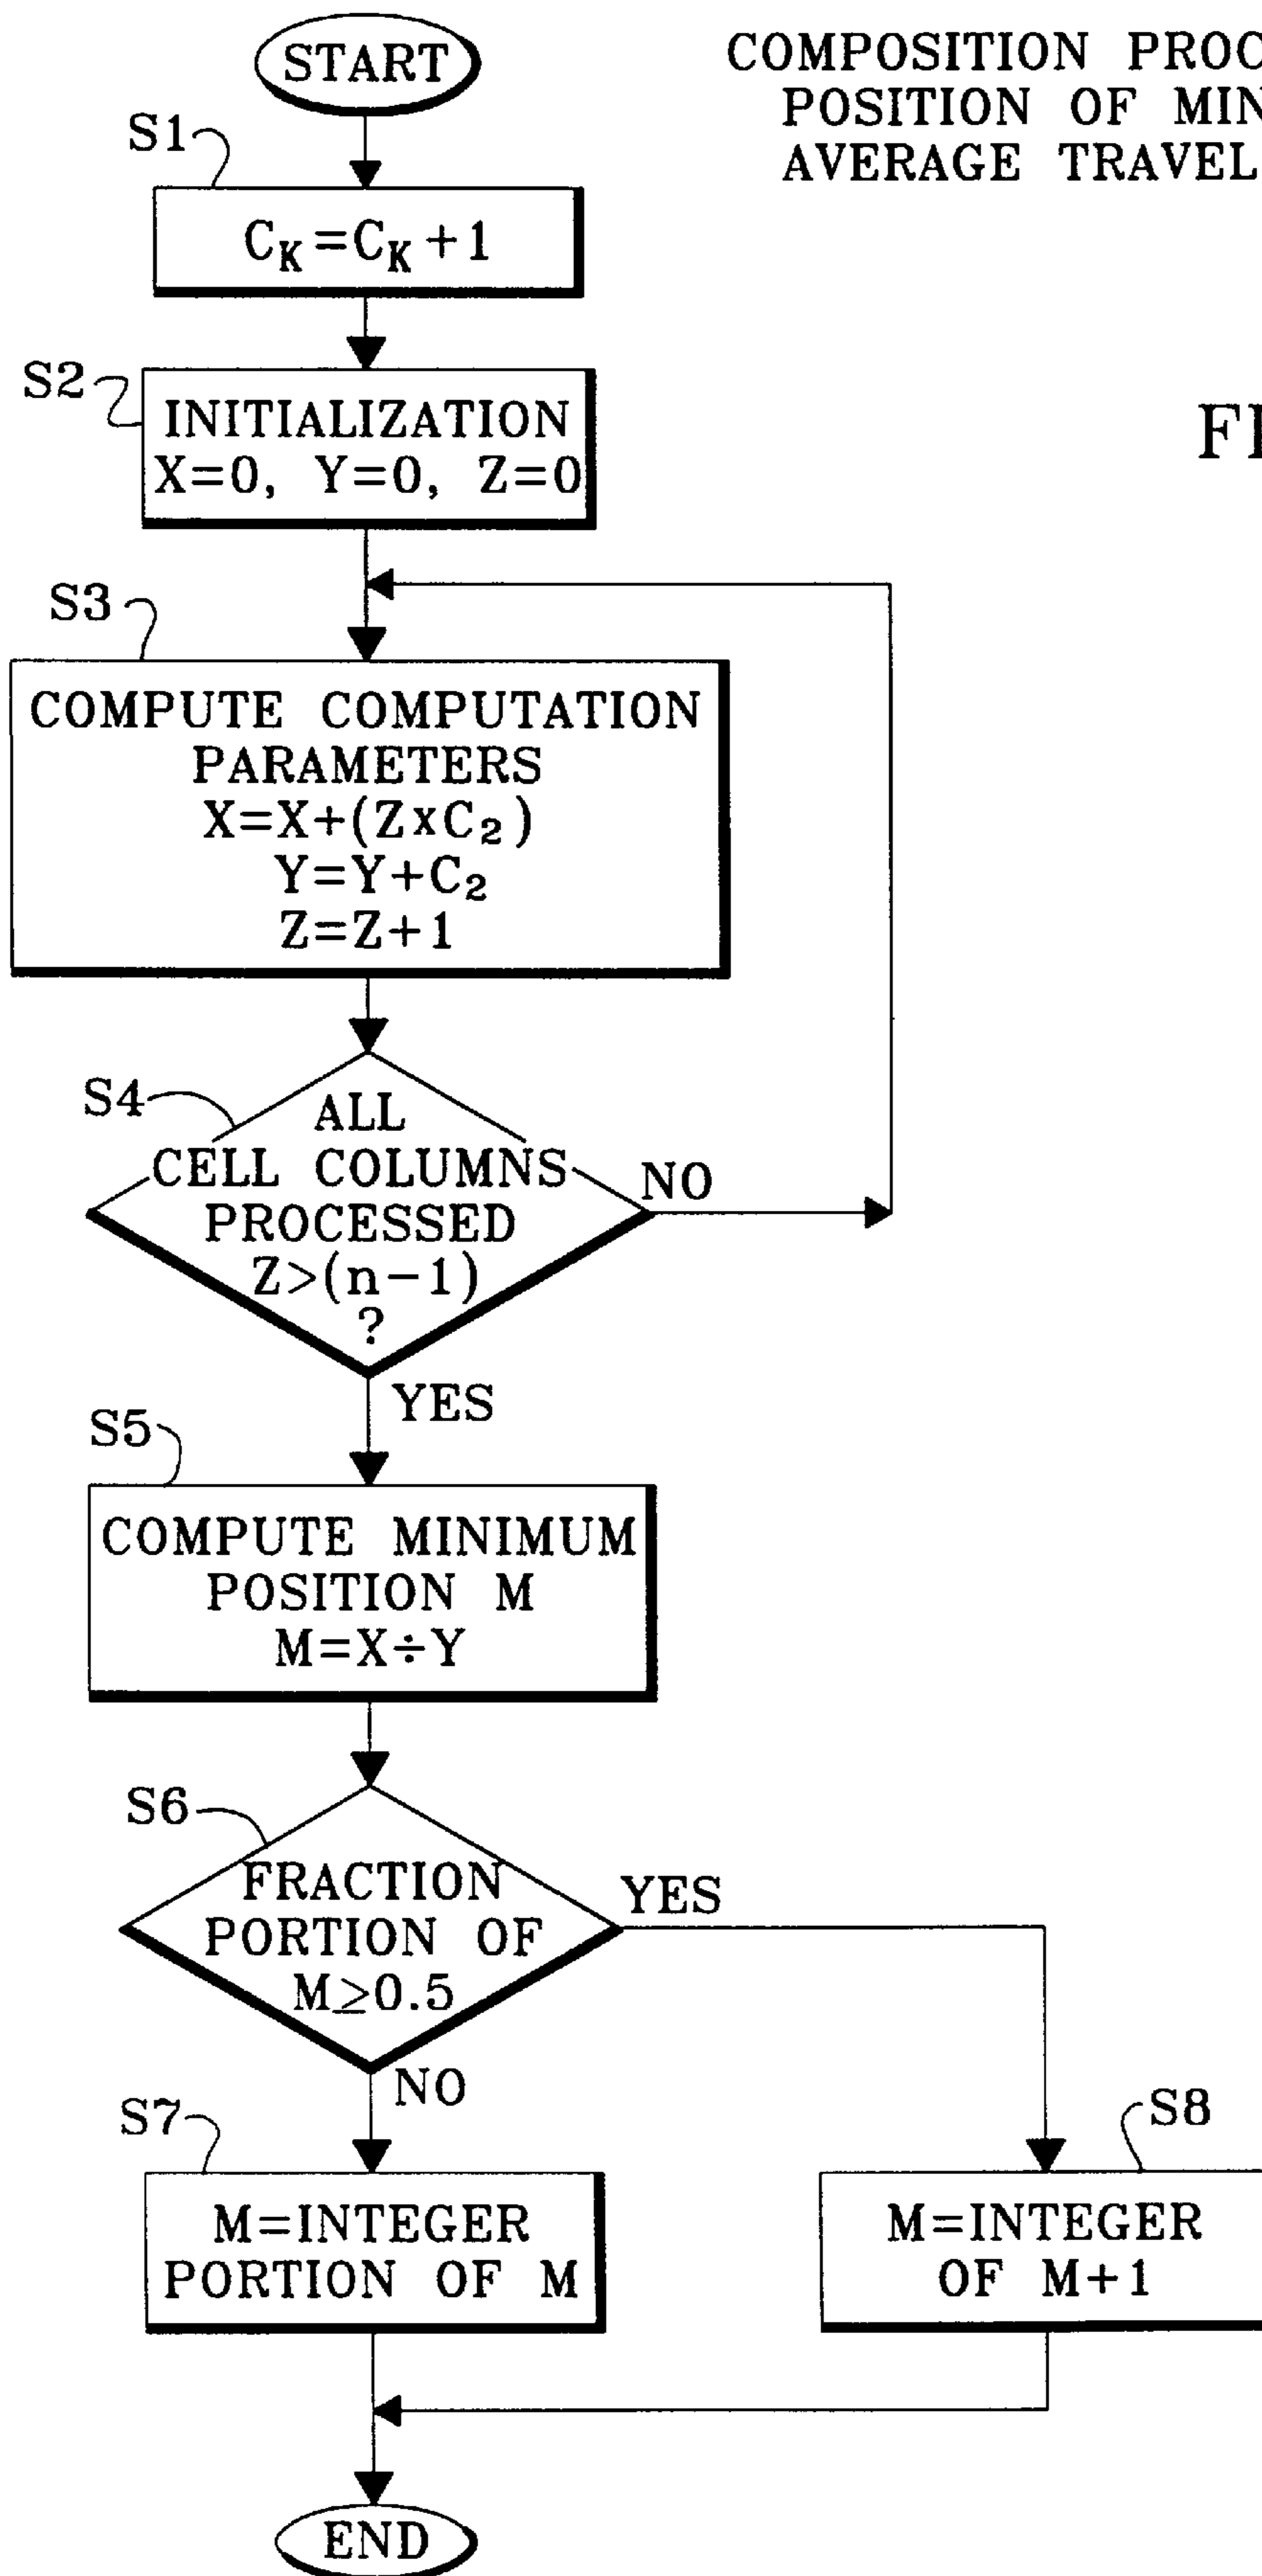 START
COMPOSITION PROC
POSITION OF MIN
AVERAGE TRAVEL
S1
C_K=C_K+1
S2
INITIALIZATION
X=0, Y=0, Z=0
S3
COMPUTE COMPUTATION
PARAMETERS
X=X+(ZxC₂)
Y=Y+C₂
Z=Z+1
S4
ALL
CELL COLUMNS
PROCESSED
Z>(n-1)
?
NO
YES
S5
COMPUTE MINIMUM
POSITION M
M=X÷Y
S6
FRACTION
PORTION OF
M≥0.5
YES
NO
S7
M=INTEGER
PORTION OF M
S8
M=INTEGER
OF M+1
END